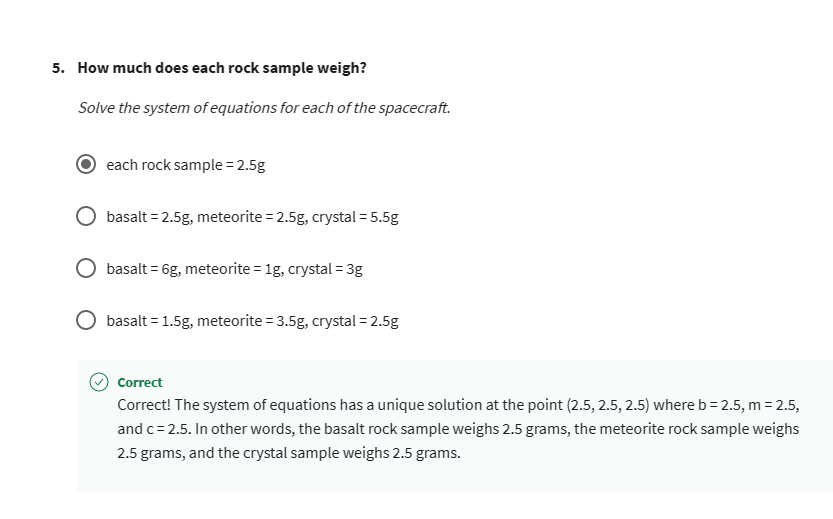 5. How much does each rock sample weigh?
Solve the system of equations for each of the spacecraft.
each rock sample = 2.5g
basalt = 2.5g, meteorite = 2.5g, crystal = 5.5g
basalt = 6g, meteorite = 1g, crystal = 3g
basalt = 1.5g, meteorite = 3.5g, crystal = 2.5g
Correct
Correct! The system of equations has a unique solution at the point (2.5, 2.5, 2.5) where b = 2.5, m = 2.5,
and c = 2.5. In other words, the basalt rock sample weighs 2.5 grams, the meteorite rock sample weighs
2.5 grams, and the crystal sample weighs 2.5 grams.